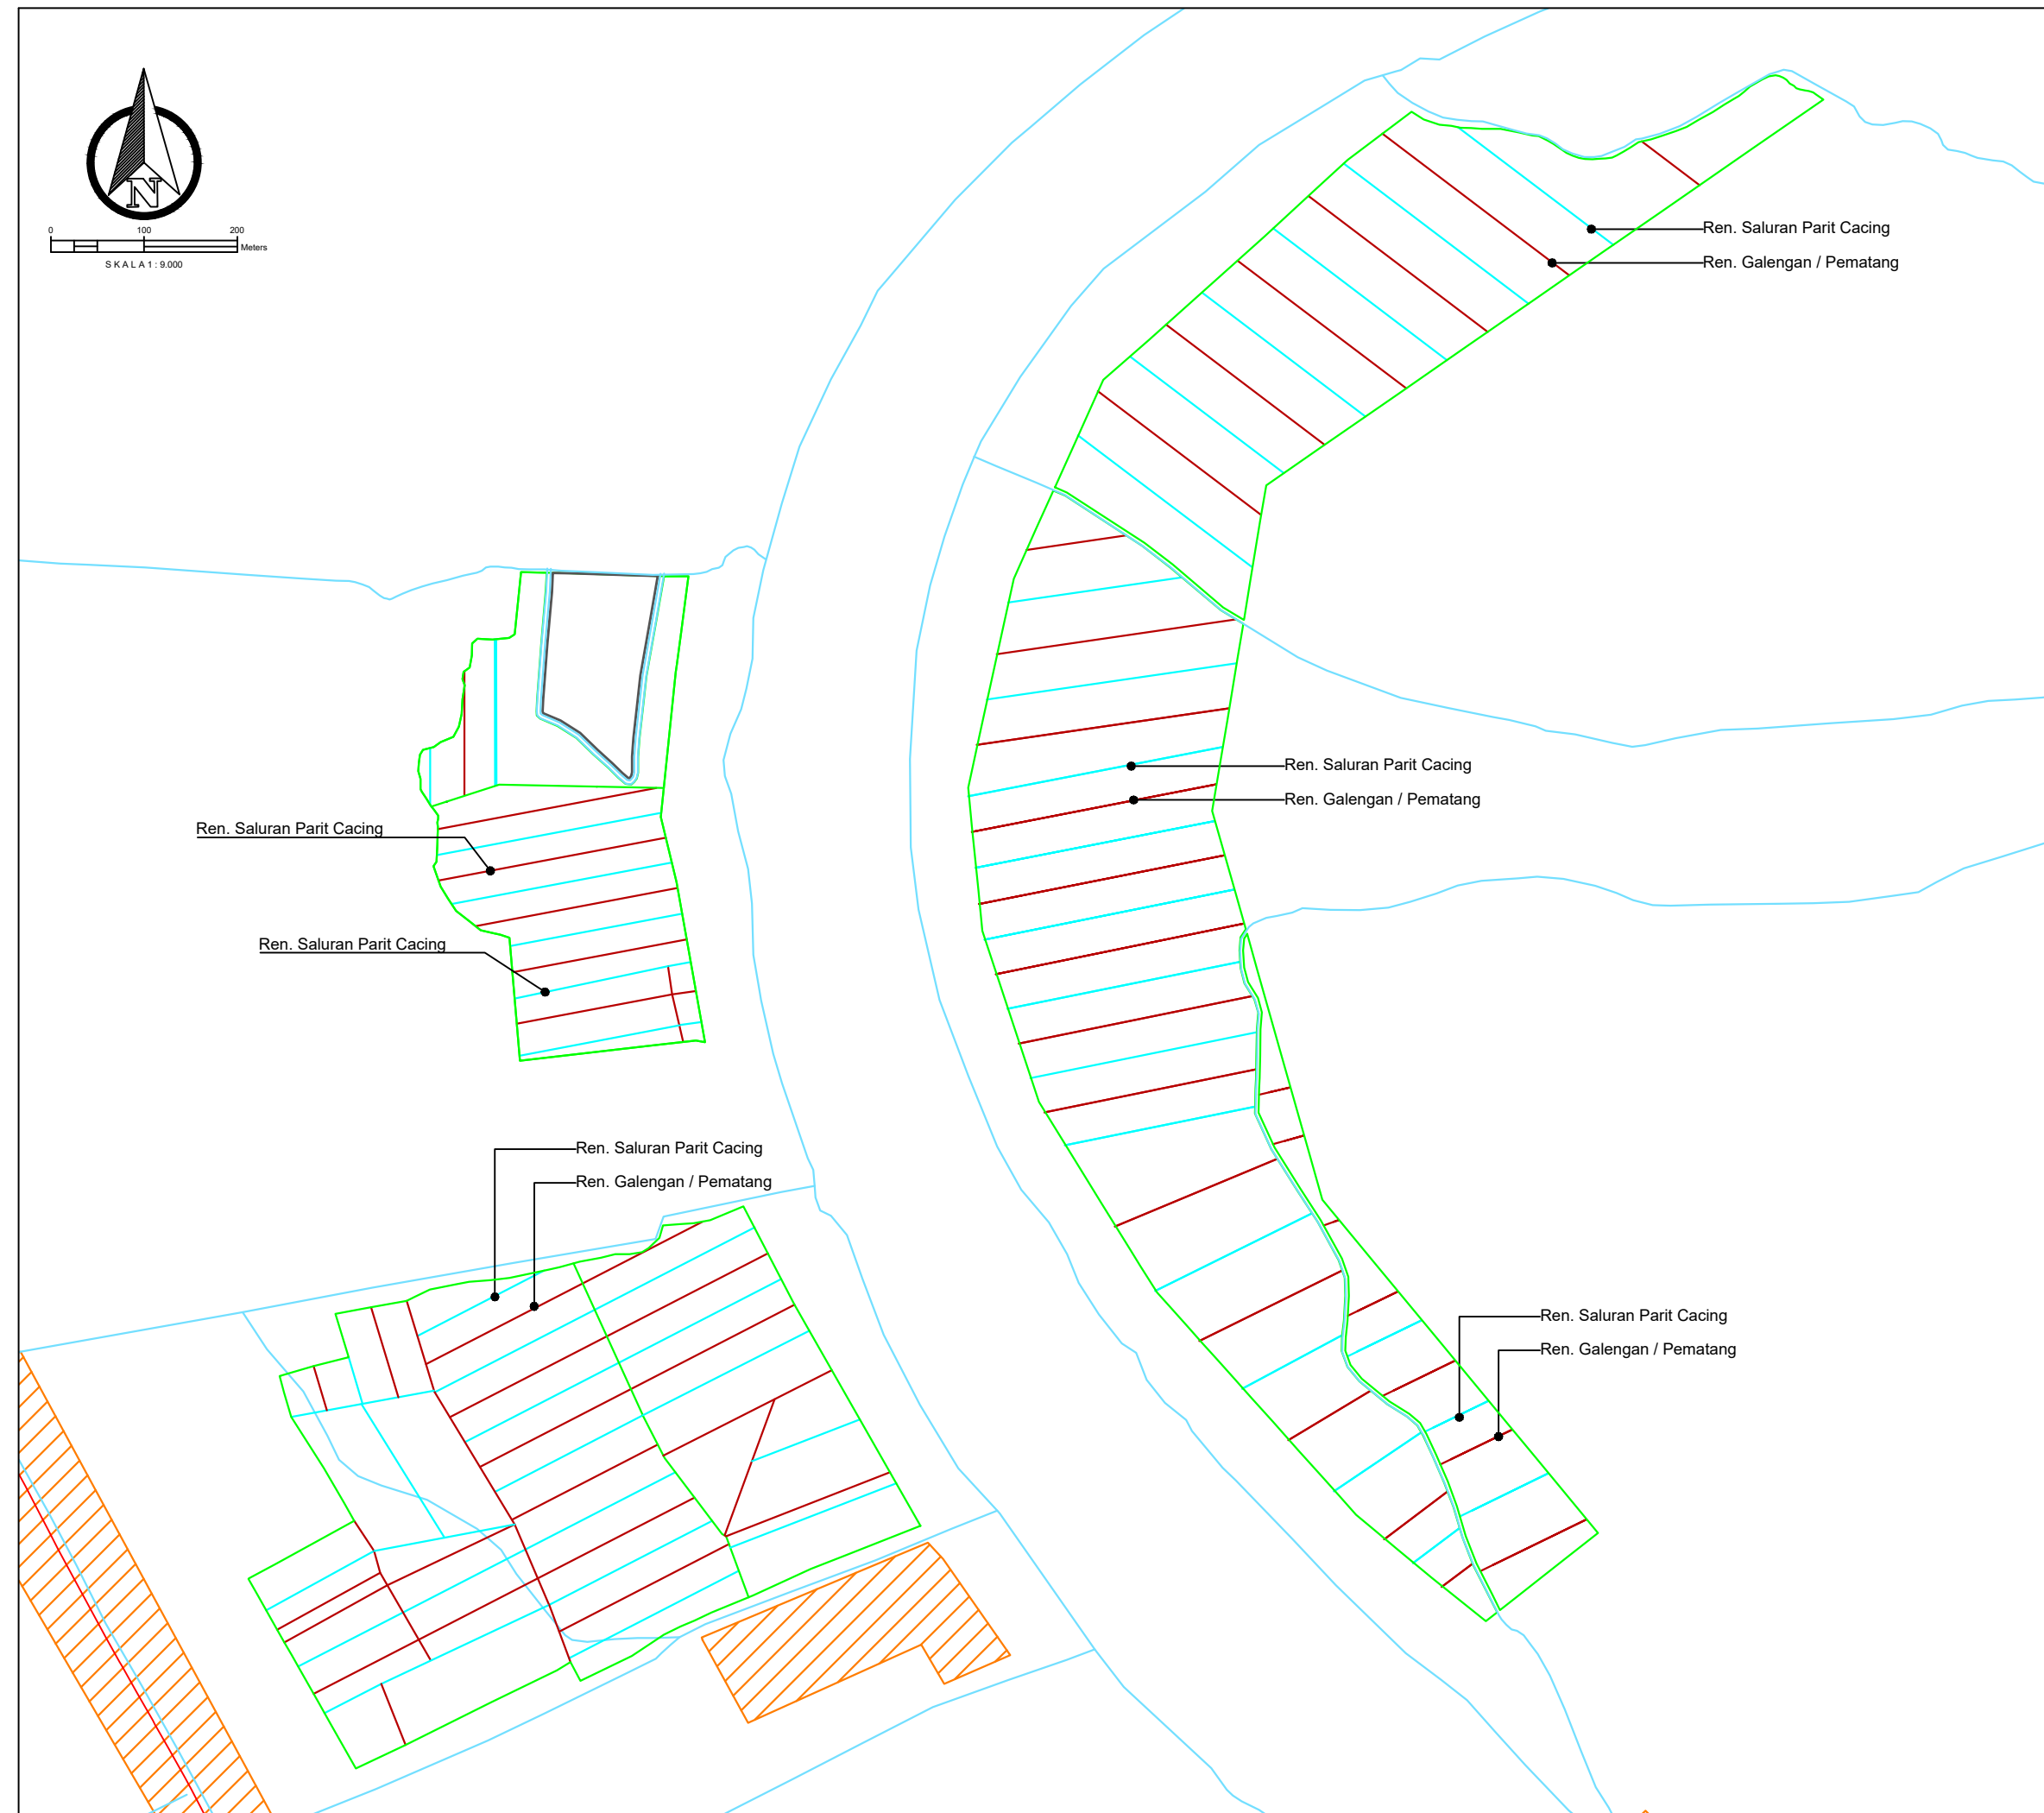 N
0 100 200
Meters
SKALA 1 : 9.000
Ren. Saluran Parit Cacing
Ren. Galengan / Pematang
Ren. Saluran Parit Cacing
Ren. Galengan / Pematang
Ren. Saluran Parit Cacing
Ren. Saluran Parit Cacing
Ren. Saluran Parit Cacing
Ren. Galengan / Pematang
Ren. Saluran Parit Cacing
Ren. Galengan / Pematang